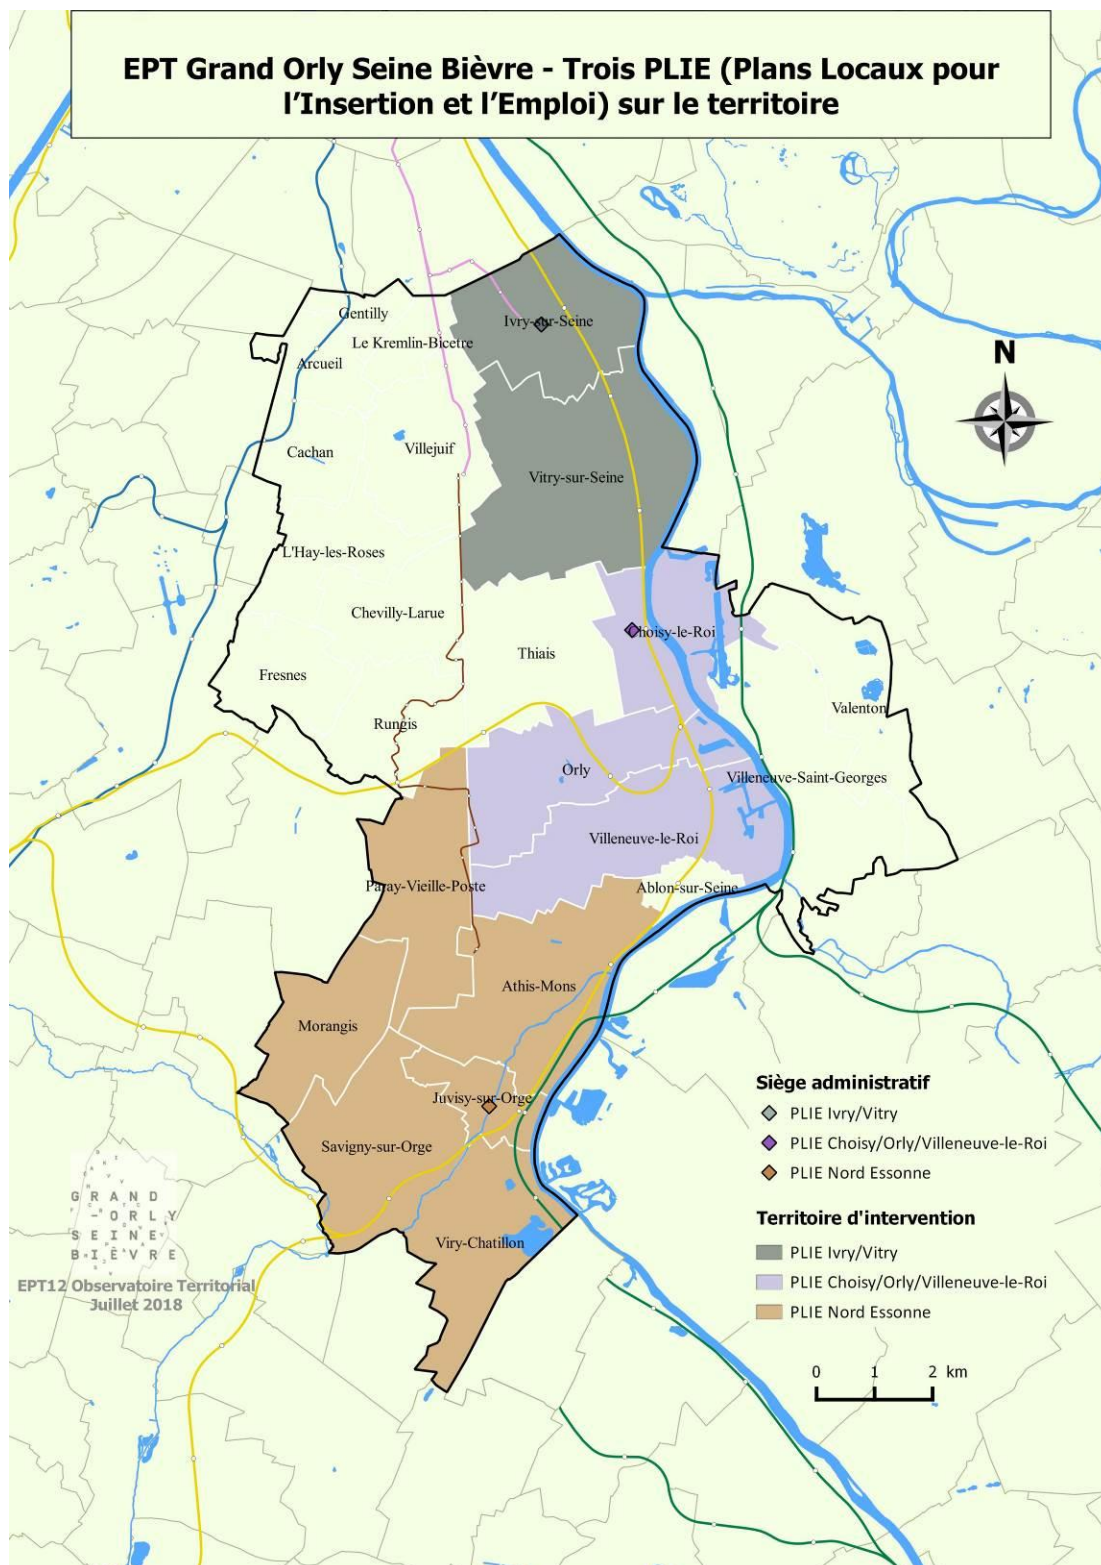 EPT Grand Orly Seine Bièvre - Trois PLIE (Plans Locaux pour
l'Insertion et l'Emploi) sur le territoire
Gentilly
Ivry-sur-Seine
Le Kremlin-Bicetre
N
Arcueil
Cachan
Villejuif
Vitry-sur-Seine
L'Hay-les-Roses
Chevilly-Larue
Choisy-le-Roi
Thiais
Fresnes
Valenton
Rungis
Orly
Villeneuve-Saint-Georges
Villeneuve-le-Roi
Paray-Vieille-Poste
Ablon-sur-Seine
Athis-Mons
Morangis
Juvisy-sur-Orge
Savigny-sur-Orge
Viry-Chatillon
Siège administratif
PLIE Ivry/Vitry
PLIE Choisy/Orly/Villeneuve-le-Roi
PLIE Nord Essonne
Territoire d'intervention
PLIE Ivry/Vitry
PLIE Choisy/Orly/Villeneuve-le-Roi
PLIE Nord Essonne
0 1 2 km
GRAND
-ORLY
SEINE
BIÈVRE
EPT12 Observatoire Territorial
Juillet 2018